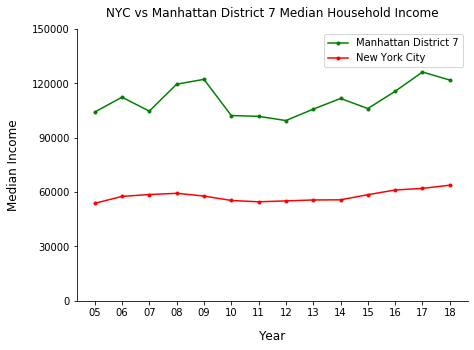 NYC vs Manhattan District 7 Median Household Income
150000
120000
90000
60000
30000
0
Median Income
Manhattan District 7
New York City
05 06 07 08 09 10 11 12 13 14 15 16 17 18
Year